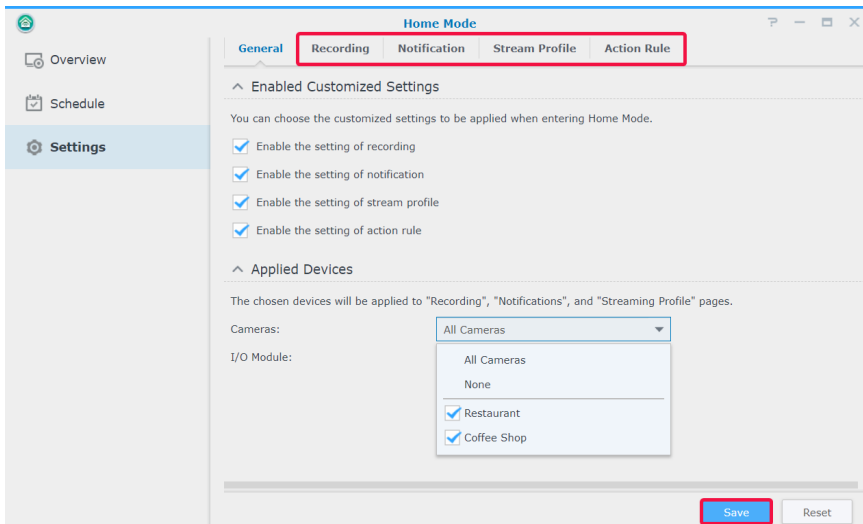 Home Mode
Overview
Schedule
Settings
General Recording Notification Stream Profile Action Rule
Enabled Customized Settings
You can choose the customized settings to be applied when entering Home Mode.
Enable the setting of recording
Enable the setting of notification
Enable the setting of stream profile
Enable the setting of action rule
Applied Devices
The chosen devices will be applied to "Recording", "Notifications", and "Streaming Profile" pages.
Cameras: All Cameras
I/O Module:
All Cameras
None
Restaurant
Coffee Shop
Save Reset